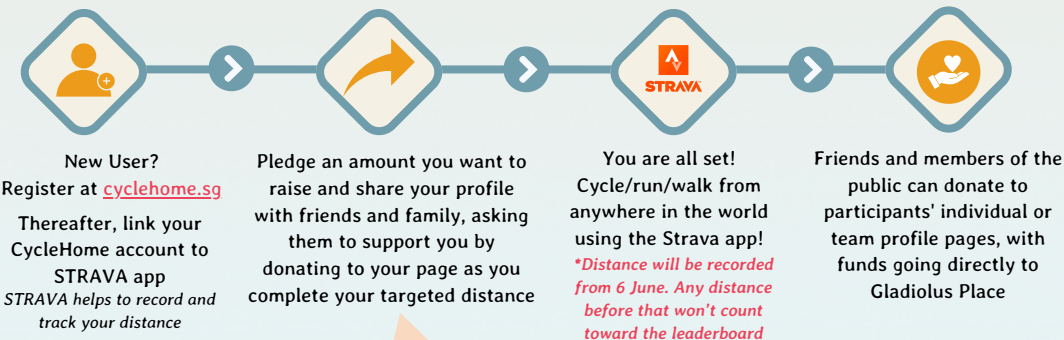 STRAVA
New User?
Register at cyclehome.sg
Thereafter, link your
CycleHome account to
STRAVA app
STRAVA helps to record and
track your distance
Pledge an amount you want to
raise and share your profile
with friends and family, asking
them to support you by
donating to your page as you
complete your targeted distance
You are all set!
Cycle/run/walk from
anywhere in the world
using the Strava app!
*Distance will be recorded
from 6 June. Any distance
before that won't count
toward the leaderboard
Friends and members of the
public can donate to
participants' individual or
team profile pages, with
funds going directly to
Gladiolus Place